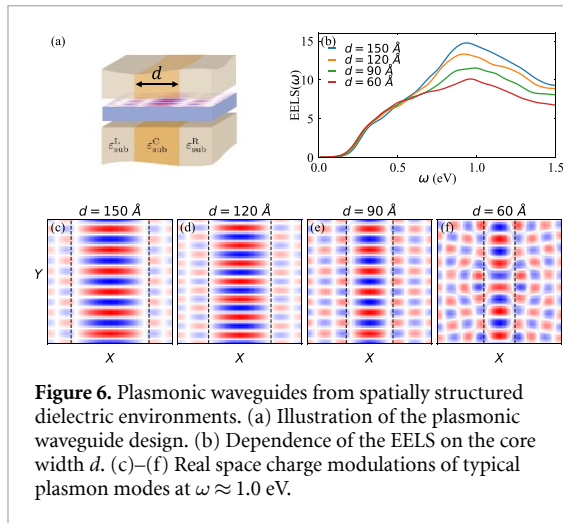 (a)
d
ε^L_sub ε^C_sub ε^R_sub
(b)
d = 150 Å
d = 120 Å
d = 90 Å
d = 60 Å
EELS(ω)
15
10
5
0
0.0 0.5 1.0 1.5
ω (eV)
d = 150 Å d = 120 Å d = 90 Å d = 60 Å
(c) (d) (e) (f)
Y
X X X X
Figure 6. Plasmonic waveguides from spatially structured
dielectric environments. (a) Illustration of the plasmonic
waveguide design. (b) Dependence of the EELS on the core
width d. (c)–(f) Real space charge modulations of typical
plasmon modes at ω ≈ 1.0 eV.